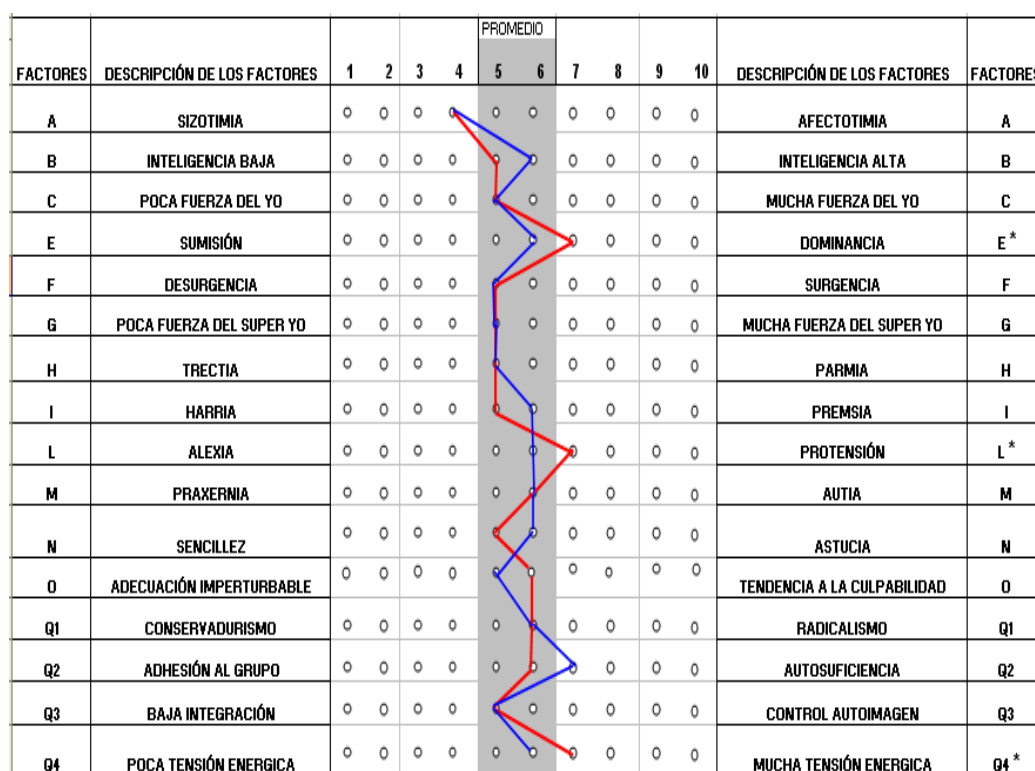 PROMEDIO
FACTORES DESCRIPCIÓN DE LOS FACTORES 1 2 3 4 5 6 7 8 9 10 DESCRIPCIÓN DE LOS FACTORES FACTORES
A SIZOTIMIA AFECTOTIMIA A
B INTELIGENCIA BAJA INTELIGENCIA ALTA B
C POCA FUERZA DEL YO MUCHA FUERZA DEL YO C
E SUMISIÓN DOMINANCIA E *
F DESURGENCIA SURGENCIA F
G POCA FUERZA DEL SUPER YO MUCHA FUERZA DEL SUPER YO G
H TRECTIA PARMIA H
I HARRIA PREMSIA I
L ALEXIA PROTENSIÓN L *
M PRAXERNIA AUTIA M
N SENCILLEZ ASTUCIA N
O ADECUACIÓN IMPERTURBABLE TENDENCIA A LA CULPABILIDAD O
Q1 CONSERVADURISMO RADICALISMO Q1
Q2 ADHESIÓN AL GRUPO AUTOSUFICIENCIA Q2
Q3 BAJA INTEGRACIÓN CONTROL AUTOIMAGEN Q3
Q4 POCA TENSIÓN ENERGICA MUCHA TENSIÓN ENERGICA Q4 *